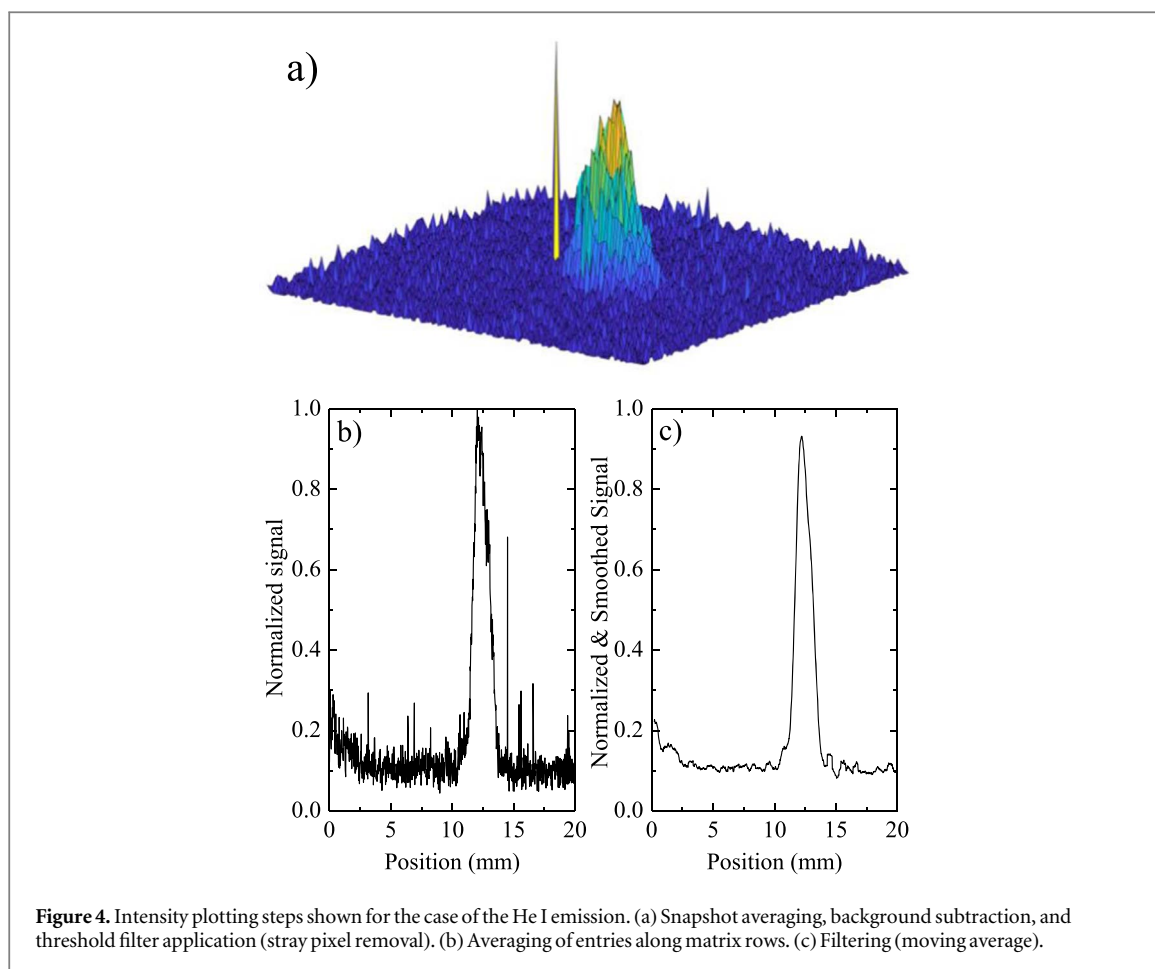 a)
b)
c)
1.0
0.8
0.6
0.4
0.2
0.0
Normalized signal
0 5 10 15 20
Position (mm)
1.0
0.8
0.6
0.4
0.2
0.0
Normalized & Smoothed Signal
0 5 10 15 20
Position (mm)
Figure 4. Intensity plotting steps shown for the case of the He I emission. (a) Snapshot averaging, background subtraction, and
threshold filter application (stray pixel removal). (b) Averaging of entries along matrix rows. (c) Filtering (moving average).